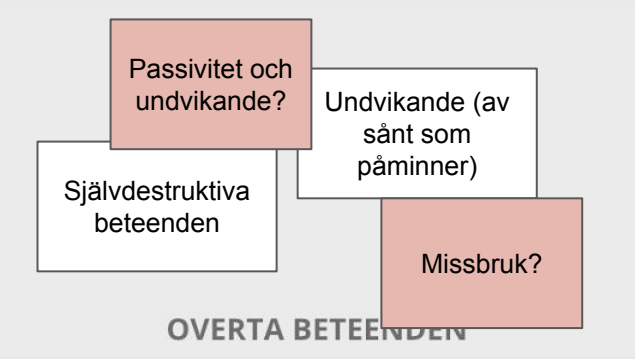 Passivitet och
undvikande?
Undvikande (av
sånt som
påminner)
Självdestruktiva
beteenden
Missbruk?
OVERTA BETEENDEN